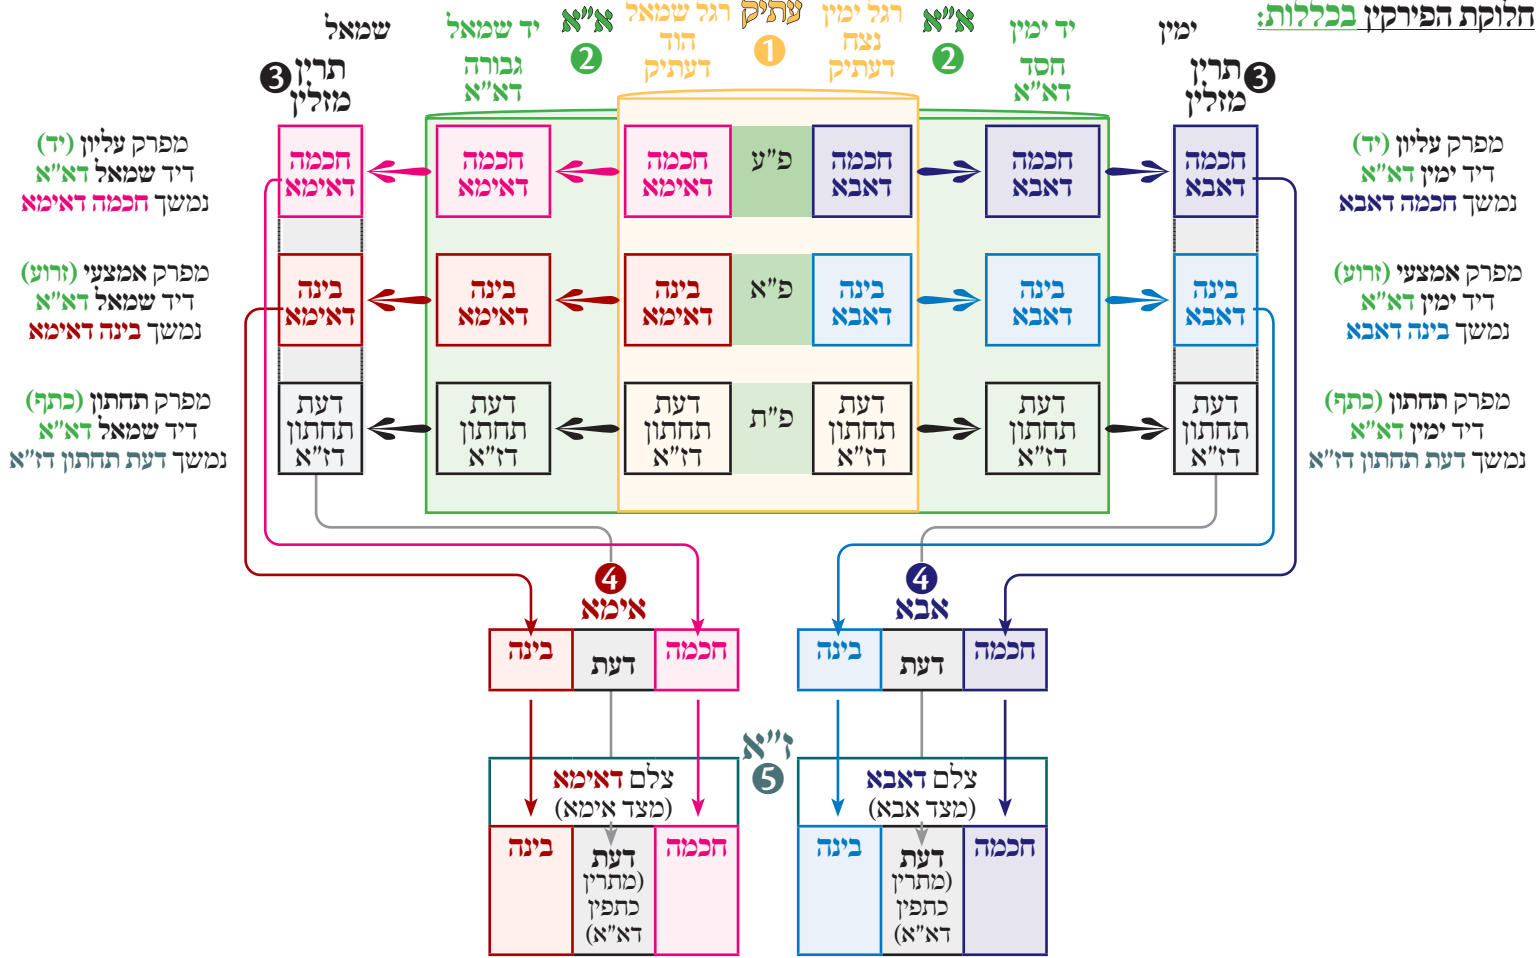 חלוקת הפירקין בכללות:
ימין
תרין
מזלין
3
יד ימין
חסד
דא"א
א"א
2
רגל ימין
נצח
דעתיק
עתיק
1
רגל שמאל
הוד
דעתיק
א"א
2
יד שמאל
גבורה
דא"א
שמאל
תרין
מזלין
3
מפרק עליון (יד)
דיד ימין דא"א
נמשך חכמה דאבא
חכמה
דאבא
חכמה
דאבא
חכמה
דאבא
פ"ע
חכמה
דאימא
חכמה
דאימא
חכמה
דאימא
מפרק עליון (יד)
דיד שמאל דא"א
נמשך חכמה דאימא
מפרק אמצעי (זרוע)
דיד ימין דא"א
נמשך בינה דאבא
בינה
דאבא
בינה
דאבא
בינה
דאבא
פ"א
בינה
דאימא
בינה
דאימא
בינה
דאימא
מפרק אמצעי (זרוע)
דיד שמאל דא"א
נמשך בינה דאימא
מפרק תחתון (כתף)
דיד ימין דא"א
נמשך דעת תחתון דז"א
דעת
תחתון
דז"א
דעת
תחתון
דז"א
דעת
תחתון
דז"א
פ"ת
דעת
תחתון
דז"א
דעת
תחתון
דז"א
דעת
תחתון
דז"א
מפרק תחתון (כתף)
דיד שמאל דא"א
נמשך דעת תחתון דז"א
4
אבא
חכמה
דעת
בינה
4
אימא
חכמה
דעת
בינה
ז"א
5
צלם דאבא
(מצד אבא)
חכמה
דעת
(מתרין
כתפין
דא"א)
בינה
צלם דאימא
(מצד אימא)
חכמה
דעת
(מתרין
כתפין
דא"א)
בינה